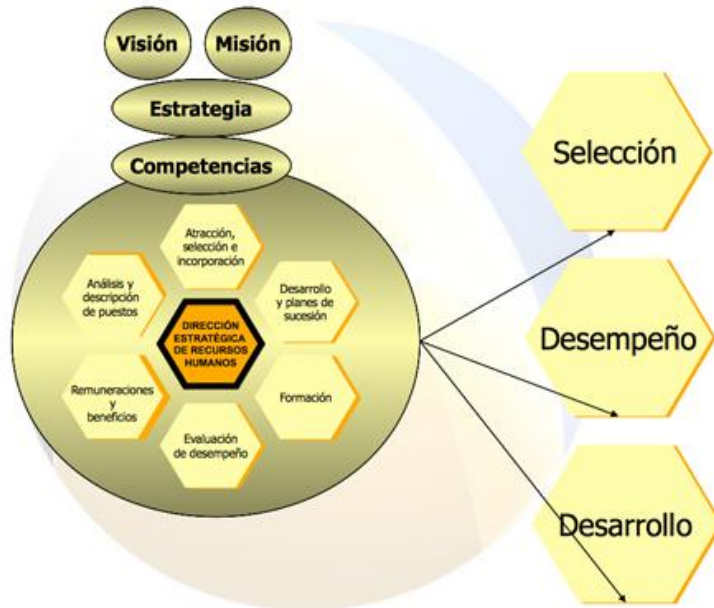 Visión
Misión
Estrategia
Competencias
Atracción,
selección e
incorporación
Análisis y
descripción
de puestos
Desarrollo
y planes de
sucesión
DIRECCIÓN
ESTRATÉGICA
DE RECURSOS
HUMANOS
Remuneraciones
y
beneficios
Formación
Evaluación
de desempeño
Selección
Desempeño
Desarrollo